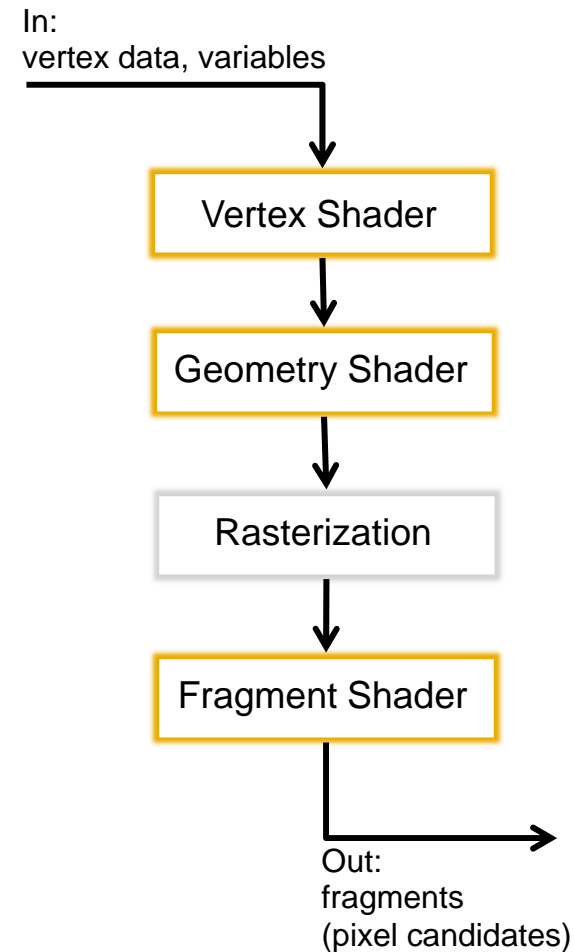 In:
vertex data, variables
Vertex Shader
Geometry Shader
Rasterization
Fragment Shader
Out:
fragments
(pixel candidates)